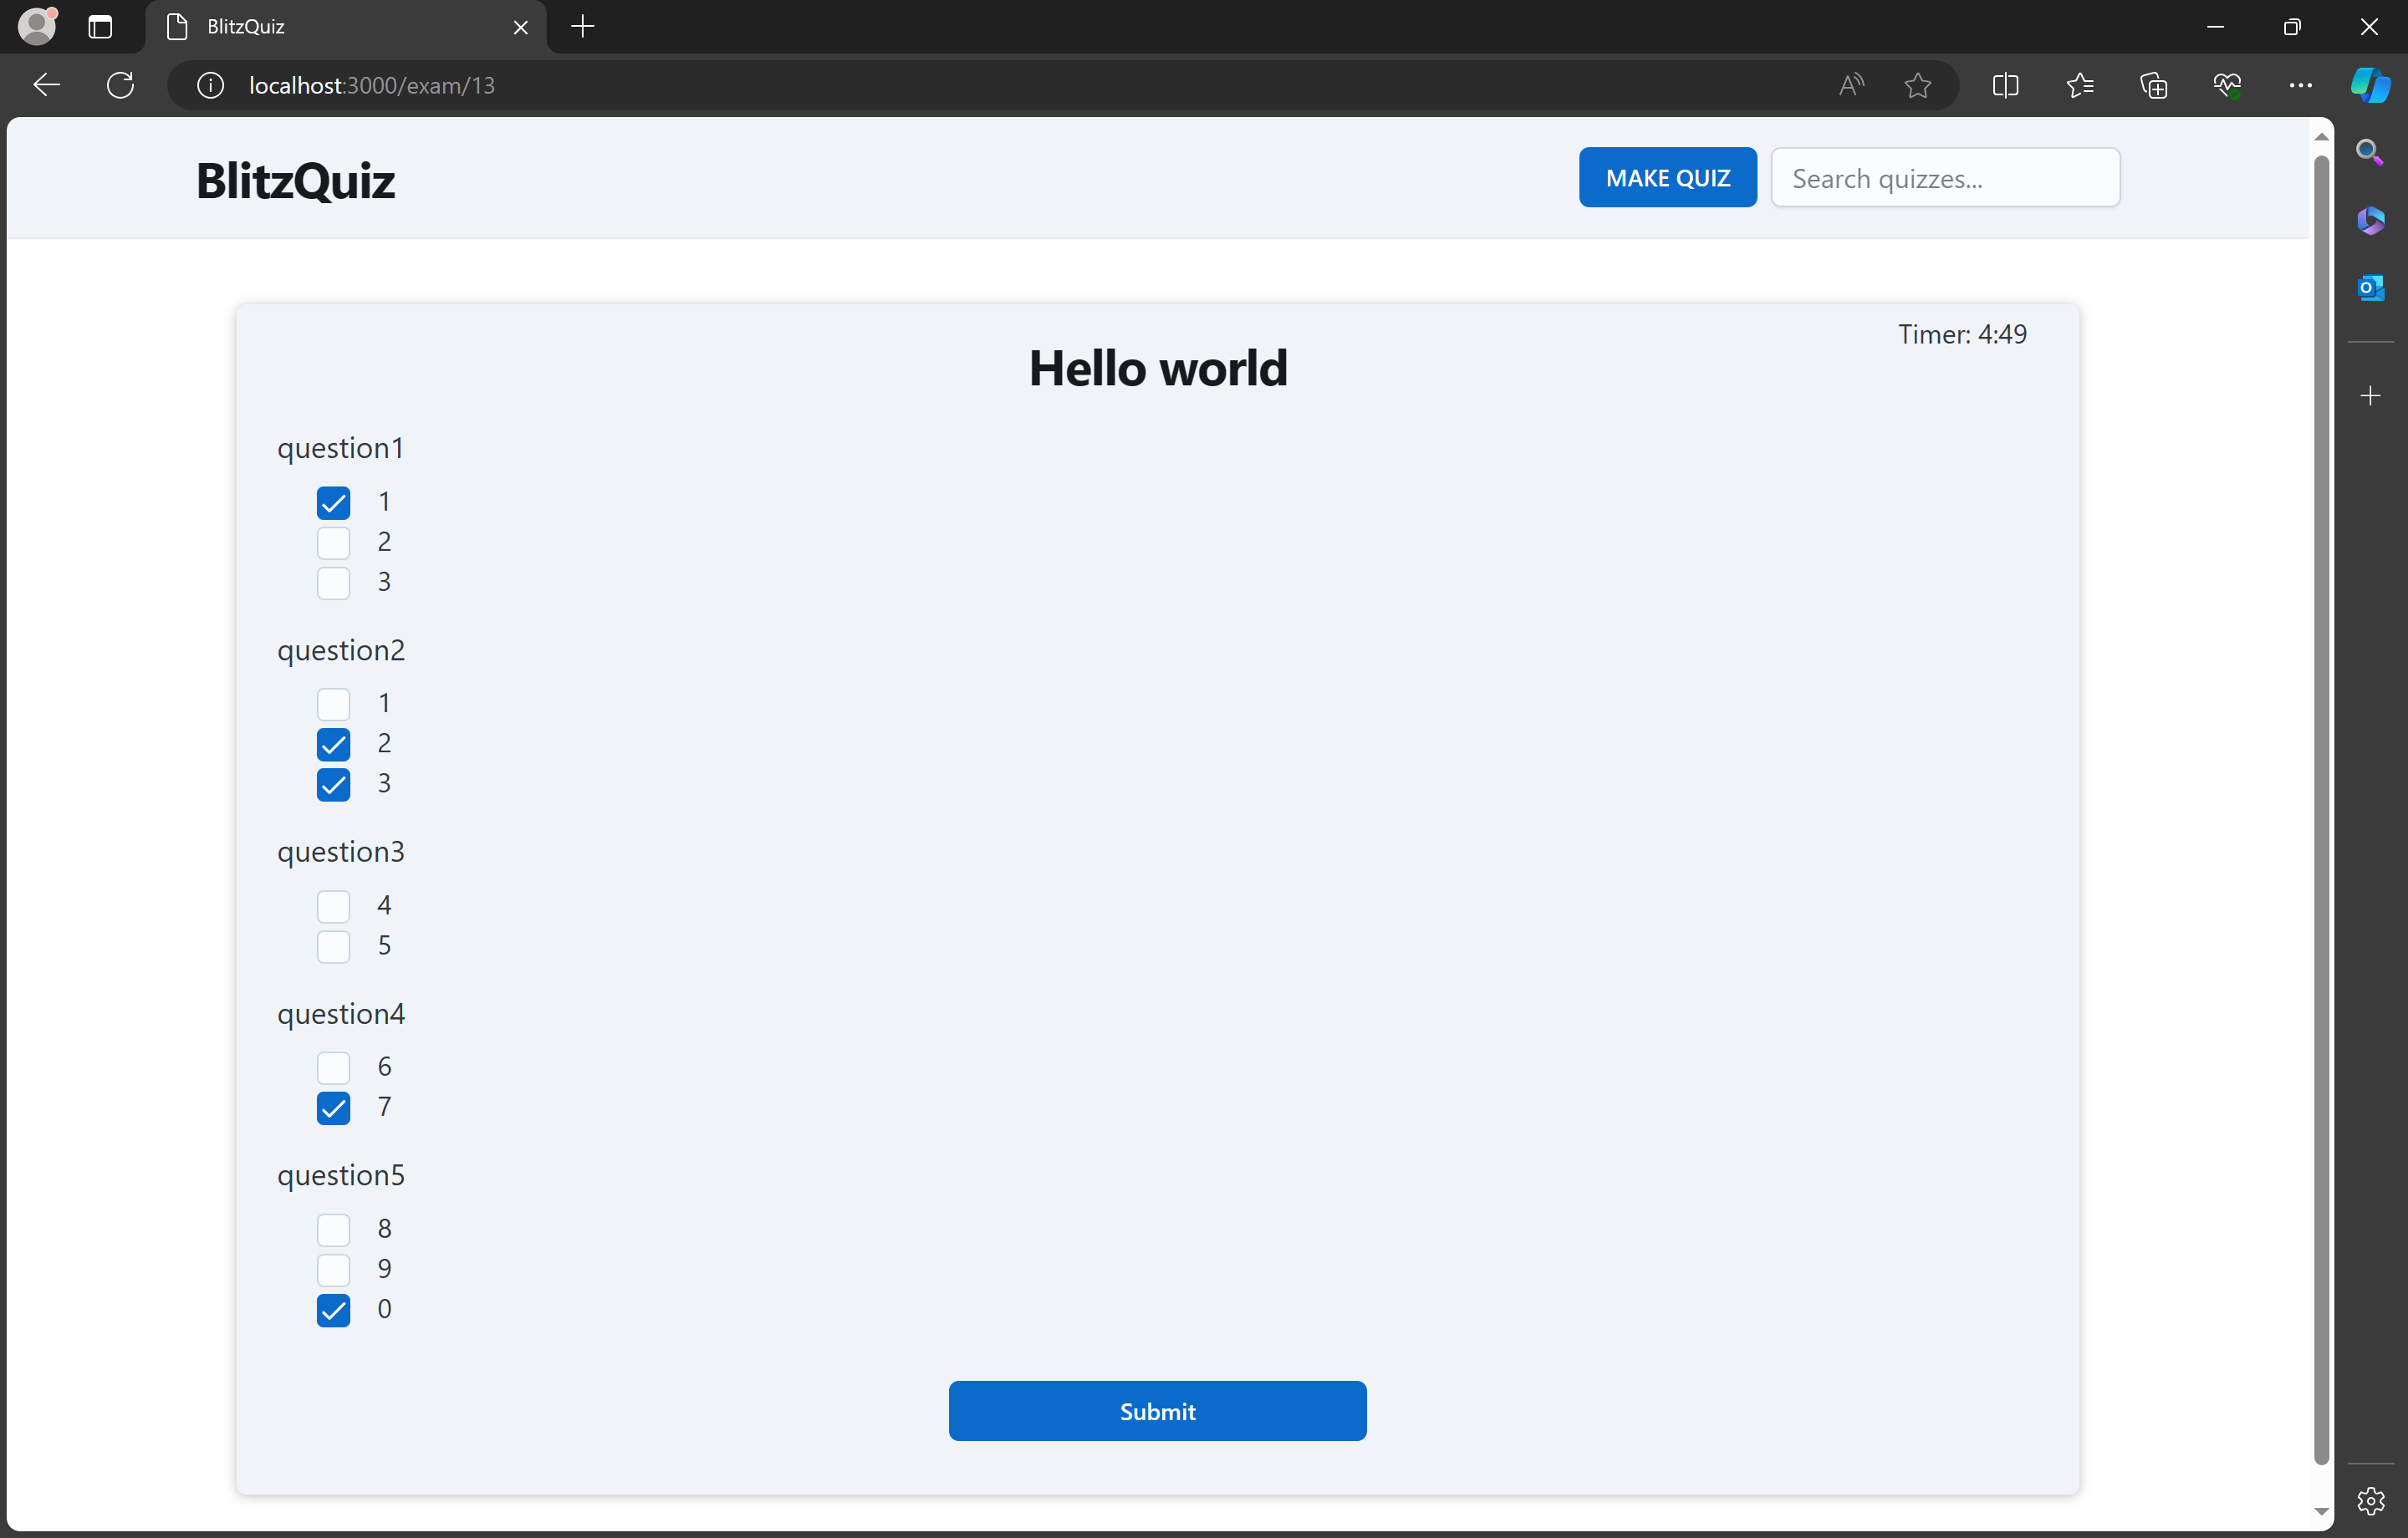 BlitzQuiz
localhost:3000/exam/13
BlitzQuiz
MAKE QUIZ
Search quizzes...
Timer: 4:49
Hello world
question1
1
2
3
question2
1
2
3
question3
4
5
question4
6
7
question5
8
9
0
Submit